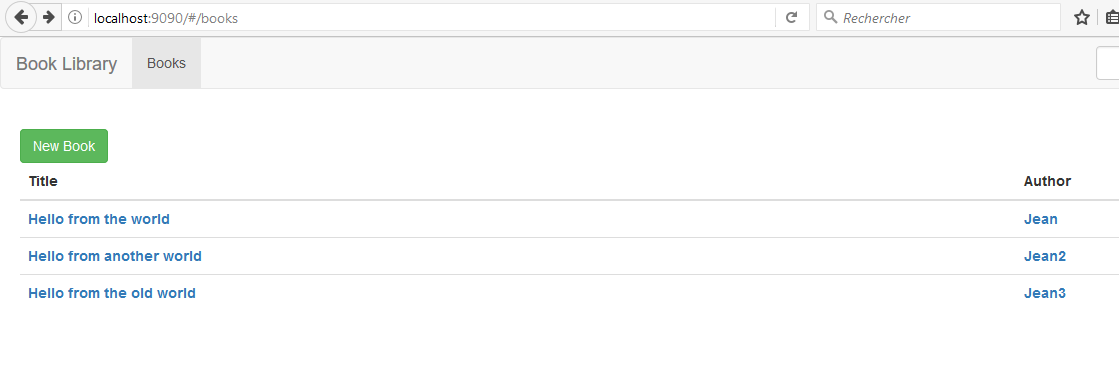 localhost:9090/#/books Rechercher
Book Library Books
New Book
Title Author
Hello from the world Jean
Hello from another world Jean2
Hello from the old world Jean3